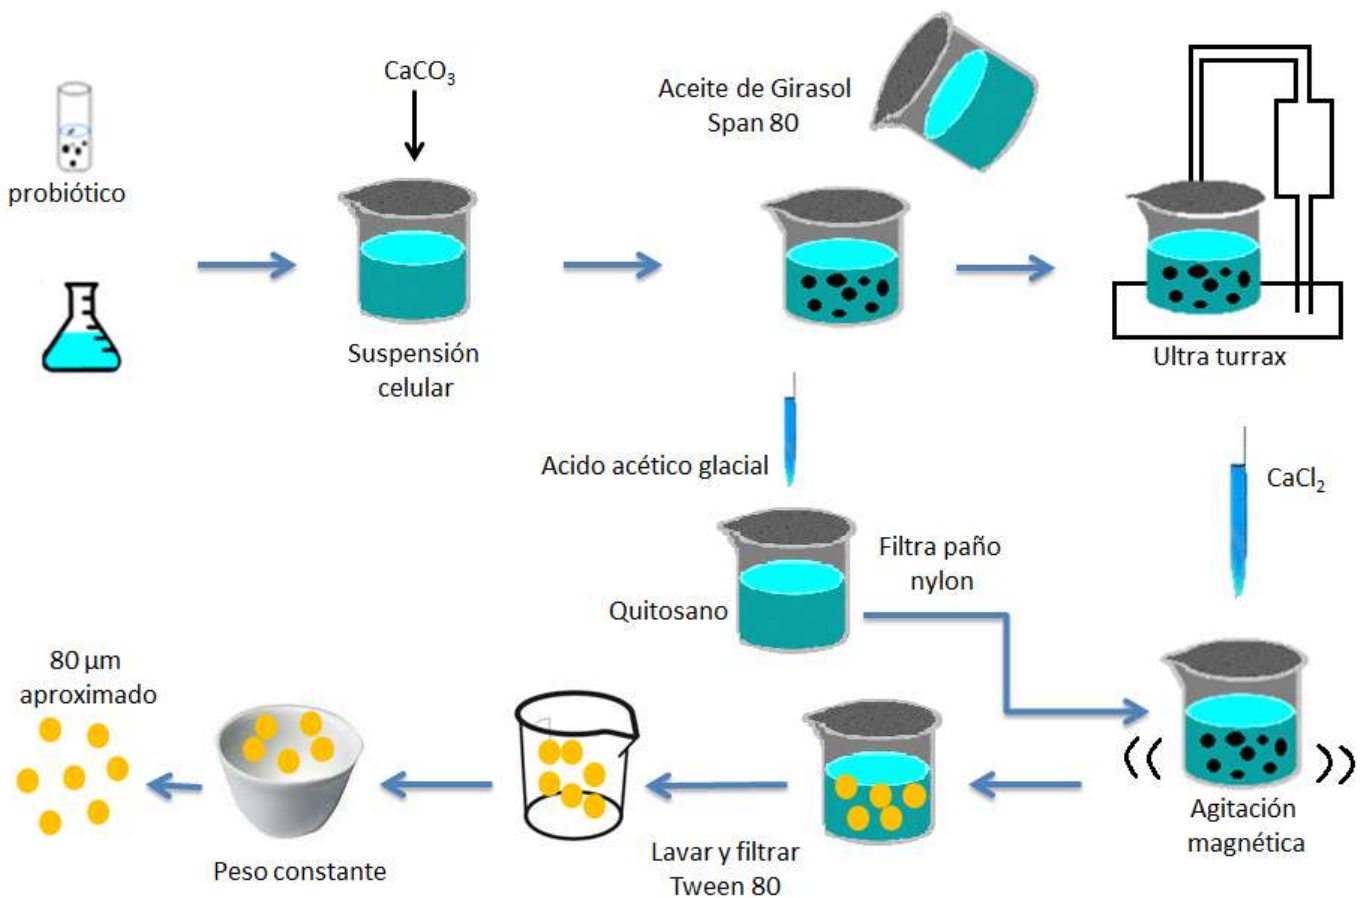 CaCO₃
probiótico
Suspensión
celular
Aceite de Girasol
Span 80
Ultra turrax
Acido acético glacial
CaCl₂
Quitosano
Filtra paño
nylon
Agitación
magnética
Lavar y filtrar
Tween 80
Peso constante
80 µm
aproximado